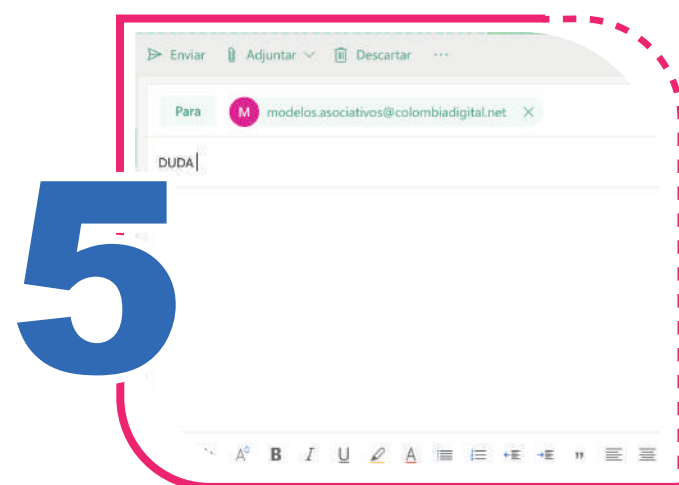 Enviar Adjuntar Descartar ...
Para M modelos.asociativos@colombiadigital.net X
DUDA
5
A B I U A "